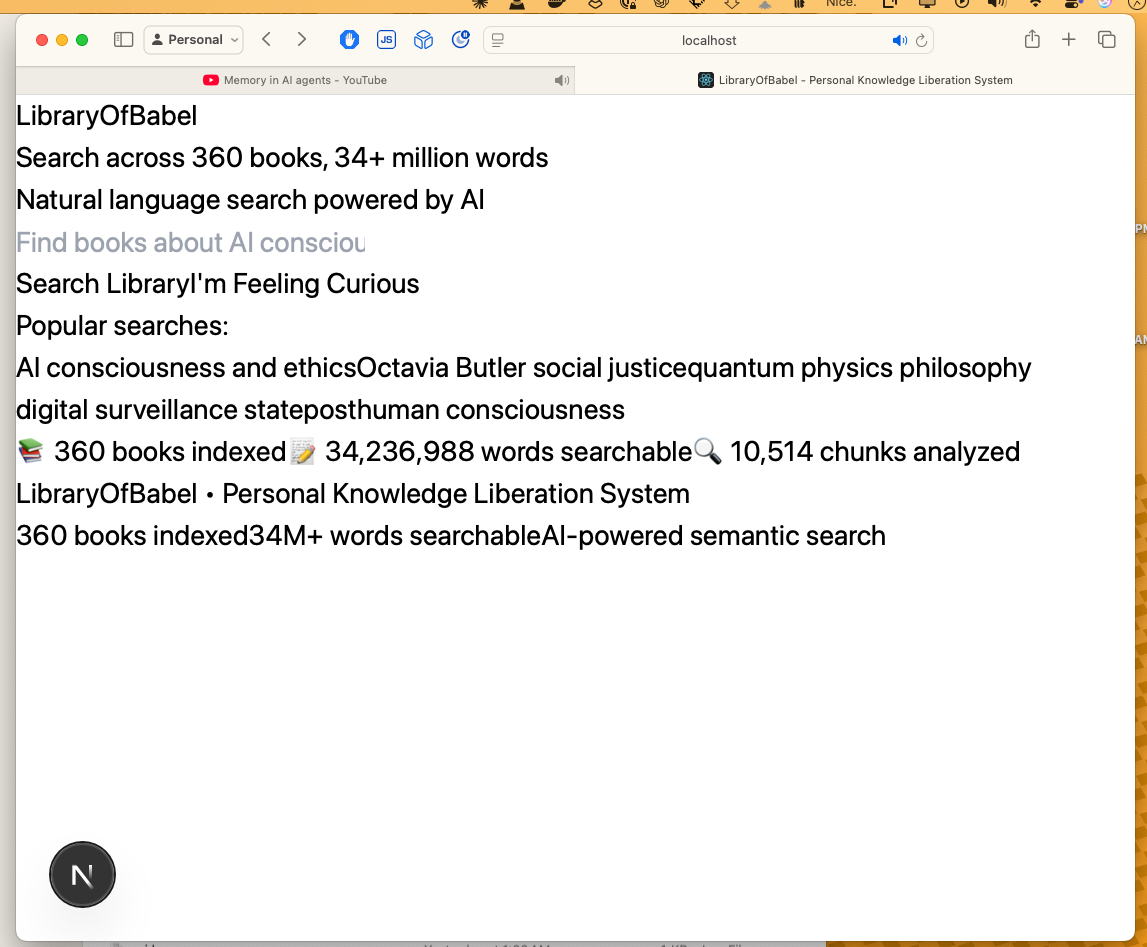 Nice.
Personal
JS
localhost
Memory in AI agents - YouTube
LibraryOfBabel - Personal Knowledge Liberation System
LibraryOfBabel
Search across 360 books, 34+ million words
Natural language search powered by AI
Find books about AI consciou
Search LibraryI'm Feeling Curious
Popular searches:
AI consciousness and ethicsOctavia Butler social justicequantum physics philosophy
digital surveillance stateposthuman consciousness
📚 360 books indexed📝 34,236,988 words searchable🔍 10,514 chunks analyzed
LibraryOfBabel • Personal Knowledge Liberation System
360 books indexed34M+ words searchableAI-powered semantic search
N